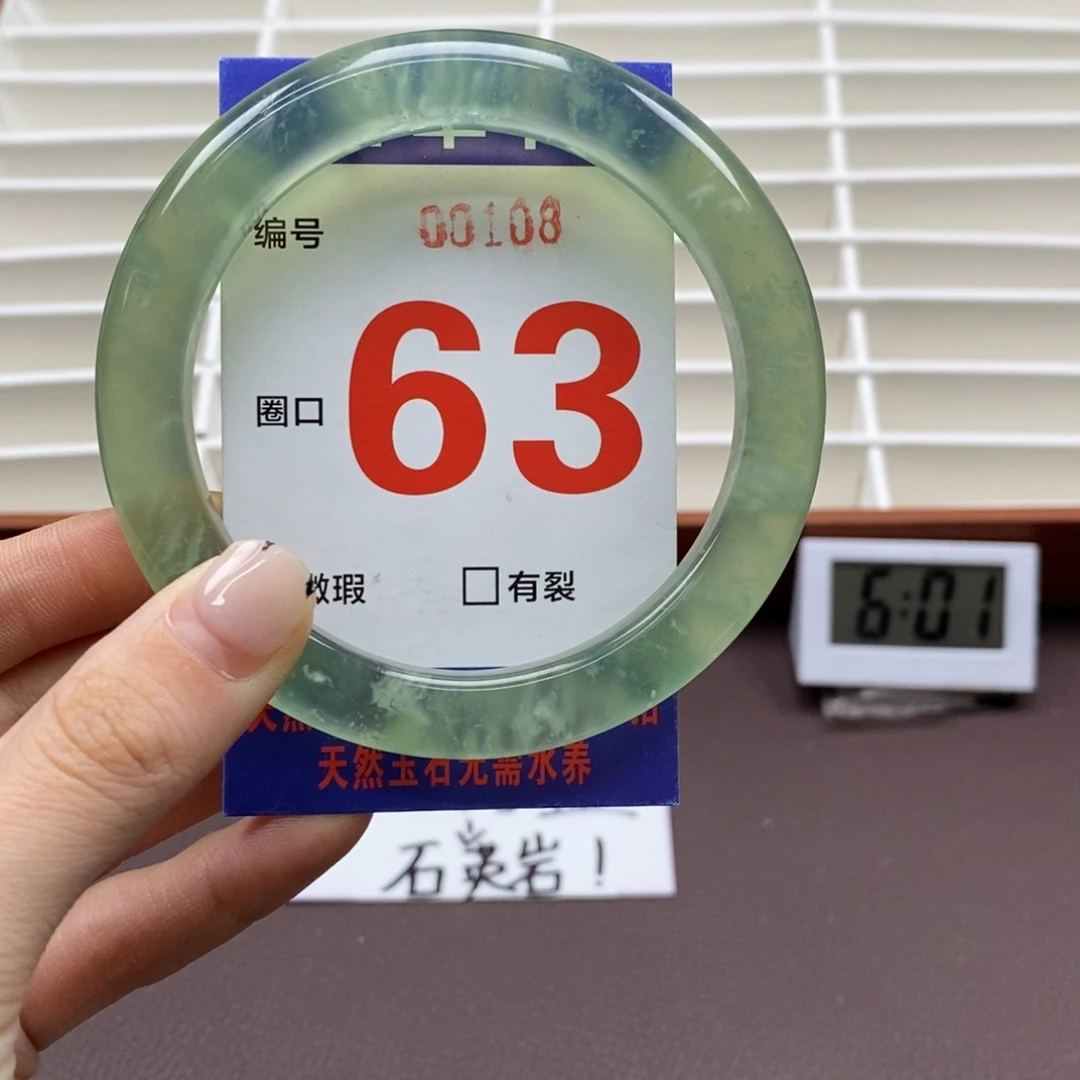 编号 00108
圈口 63
微瑕 □有裂
天然玉石无需水养
石英岩！
6:01